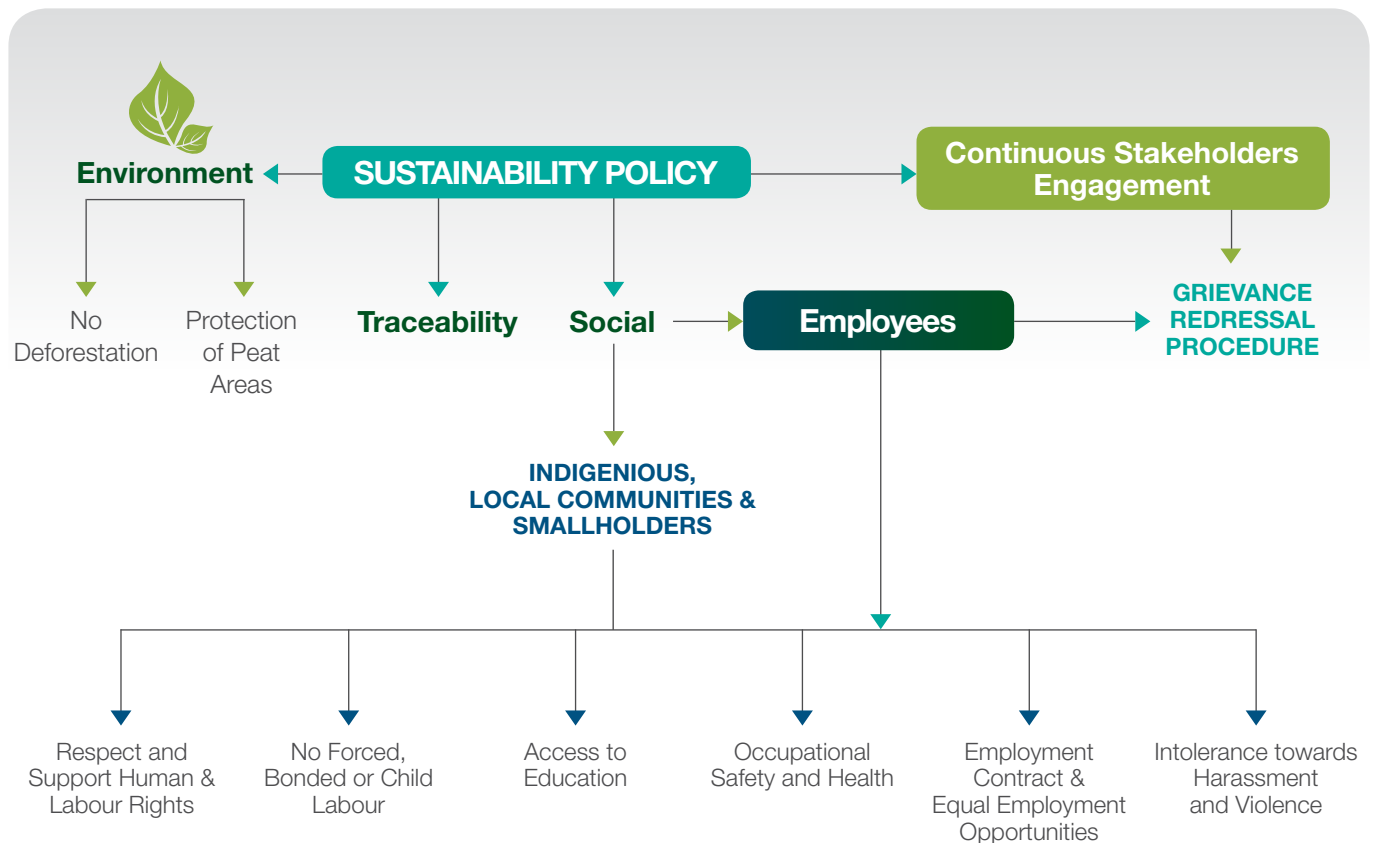 Environment
SUSTAINABILITY POLICY
Continuous Stakeholders
Engagement
No
Deforestation
Protection
of Peat
Areas
Traceability
Social
Employees
GRIEVANCE
REDRESSAL
PROCEDURE
INDIGENIOUS,
LOCAL COMMUNITIES &
SMALLHOLDERS
Respect and
Support Human &
Labour Rights
No Forced,
Bonded or Child
Labour
Access to
Education
Occupational
Safety and Health
Employment
Contract &
Equal Employment
Opportunities
Intolerance towards
Harassment
and Violence